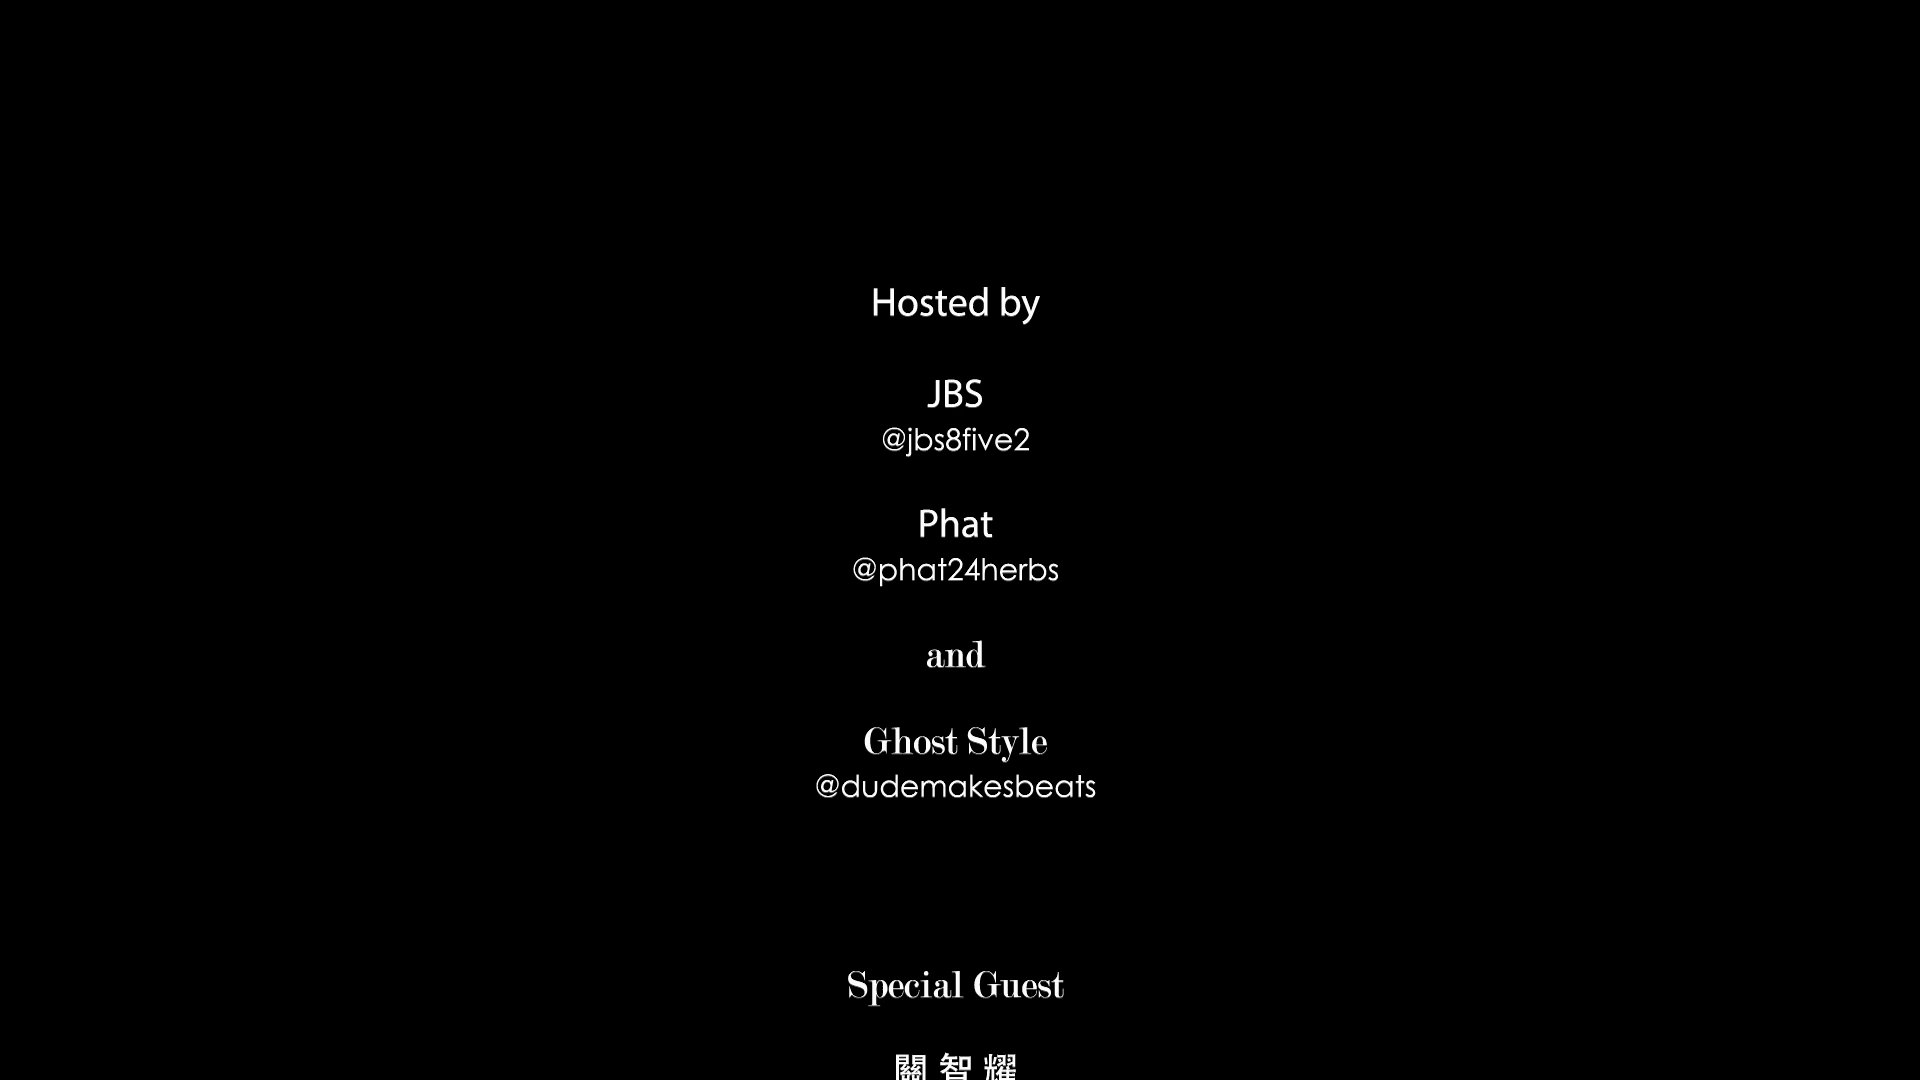 Hosted by
JBS
@jbs8five2
Phat
@phat24herbs
and
Ghost Style
@dudemakesbeats
Special Guest
關智耀